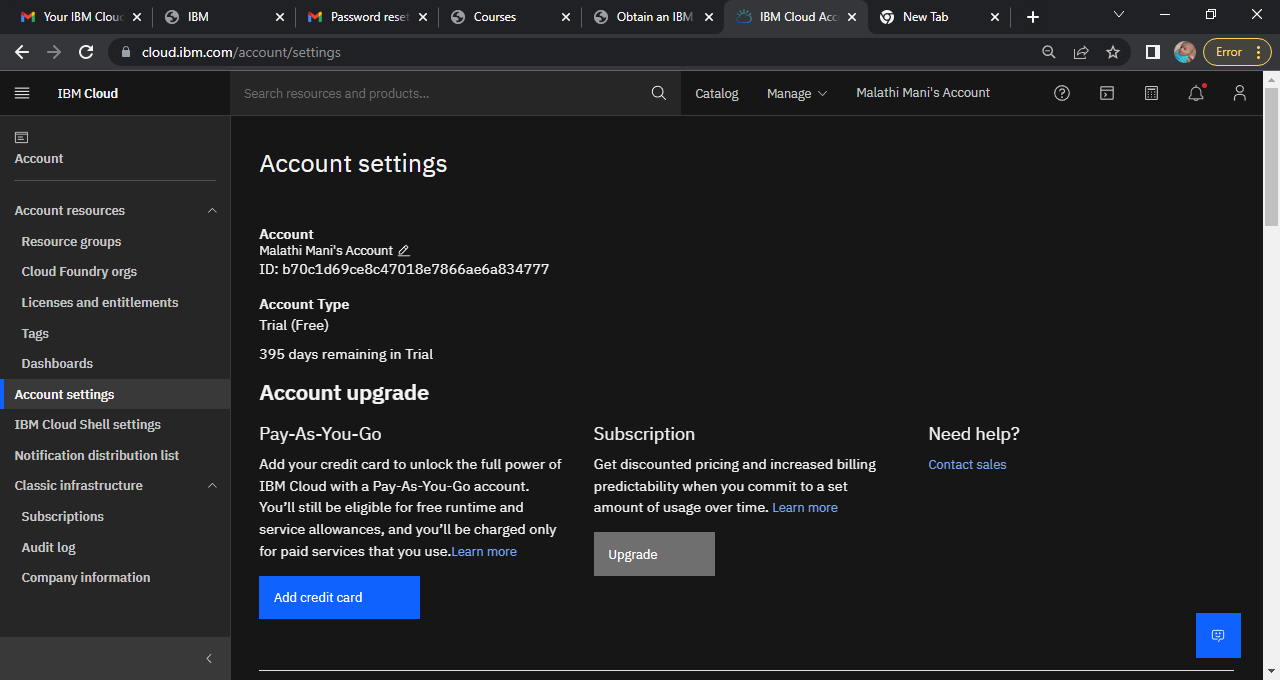 Your IBM Cloud
IBM
Password reset
Courses
Obtain an IBM
IBM Cloud Acc
New Tab
cloud.ibm.com/account/settings
Error
IBM Cloud
Search resources and products...
Catalog
Manage
Malathi Mani's Account
Account
Account resources
Resource groups
Cloud Foundry orgs
Licenses and entitlements
Tags
Dashboards
Account settings
IBM Cloud Shell settings
Notification distribution list
Classic infrastructure
Subscriptions
Audit log
Company information
Account settings
Account
Malathi Mani's Account
ID: b70c1d69ce8c47018e7866ae6a834777
Account Type
Trial (Free)
395 days remaining in Trial
Account upgrade
Pay-As-You-Go
Add your credit card to unlock the full power of
IBM Cloud with a Pay-As-You-Go account.
You’ll still be eligible for free runtime and
service allowances, and you’ll be charged only
for paid services that you use.Learn more
Add credit card
Subscription
Get discounted pricing and increased billing
predictability when you commit to a set
amount of usage over time. Learn more
Upgrade
Need help?
Contact sales